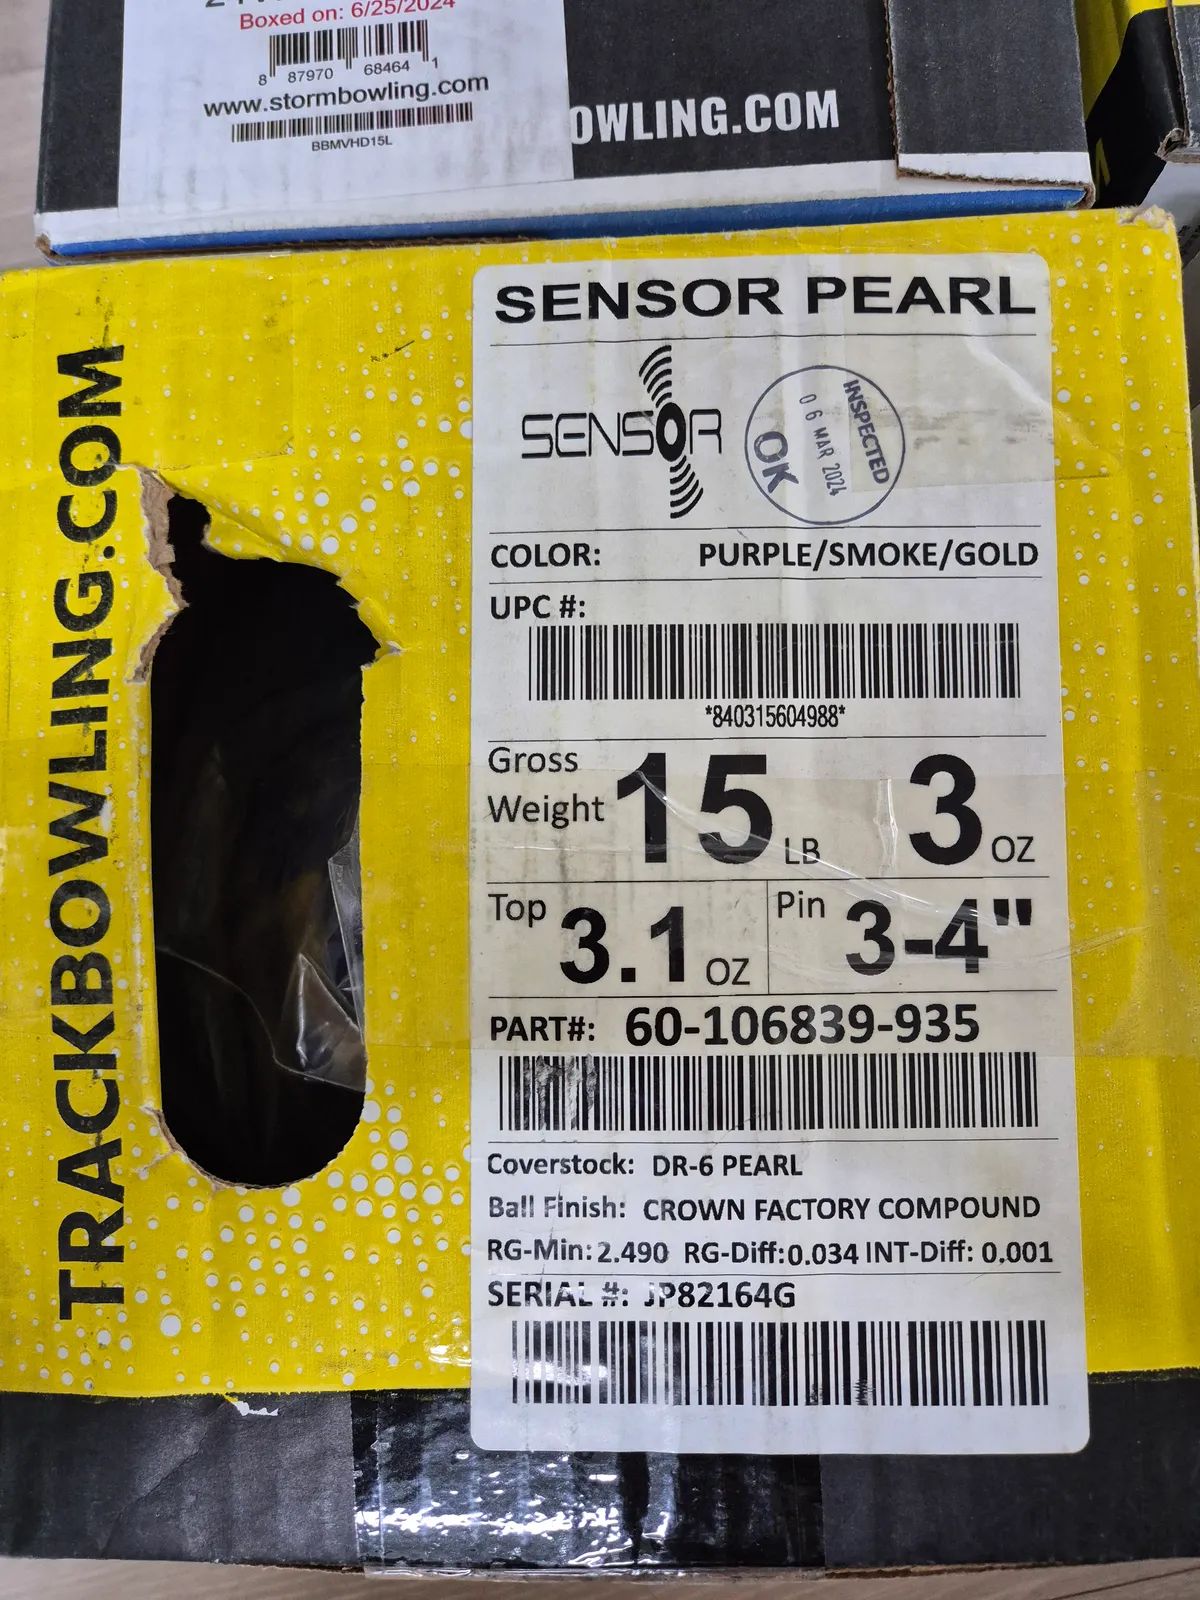 Boxed on: 6/25/2024
8 87970 68464 1
www.stormbowling.com
BBMVHD15L
OWLING.COM
TRACKBOWLING.COM
SENSOR PEARL
SENSOR
INSPECTED
06 MAR 2024
OK
COLOR: PURPLE/SMOKE/GOLD
UPC #:
*840315604988*
Gross Weight 15 LB 3 OZ
Top 3.1 OZ Pin 3-4"
PART#: 60-106839-935
Coverstock: DR-6 PEARL
Ball Finish: CROWN FACTORY COMPOUND
RG-Min: 2.490 RG-Diff: 0.034 INT-Diff: 0.001
SERIAL #: JP82164G